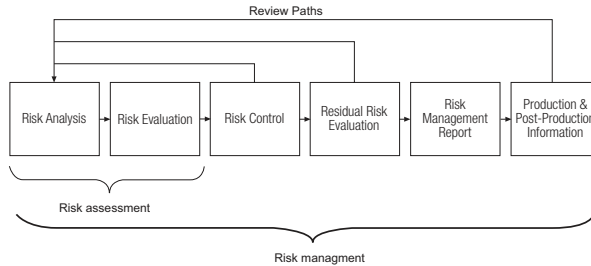 Review Paths
Risk Analysis
Risk Evaluation
Risk Control
Residual Risk
Evaluation
Risk
Management
Report
Production &
Post-Production
Information
Risk assessment
Risk managment